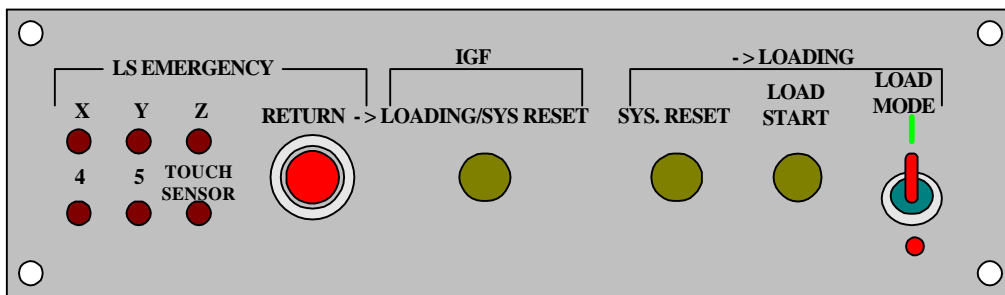 LS EMERGENCY
X Y Z
4 5 TOUCH SENSOR
RETURN - > LOADING/SYS RESET
IGF
- > LOADING
SYS. RESET
LOAD
START
LOAD
MODE